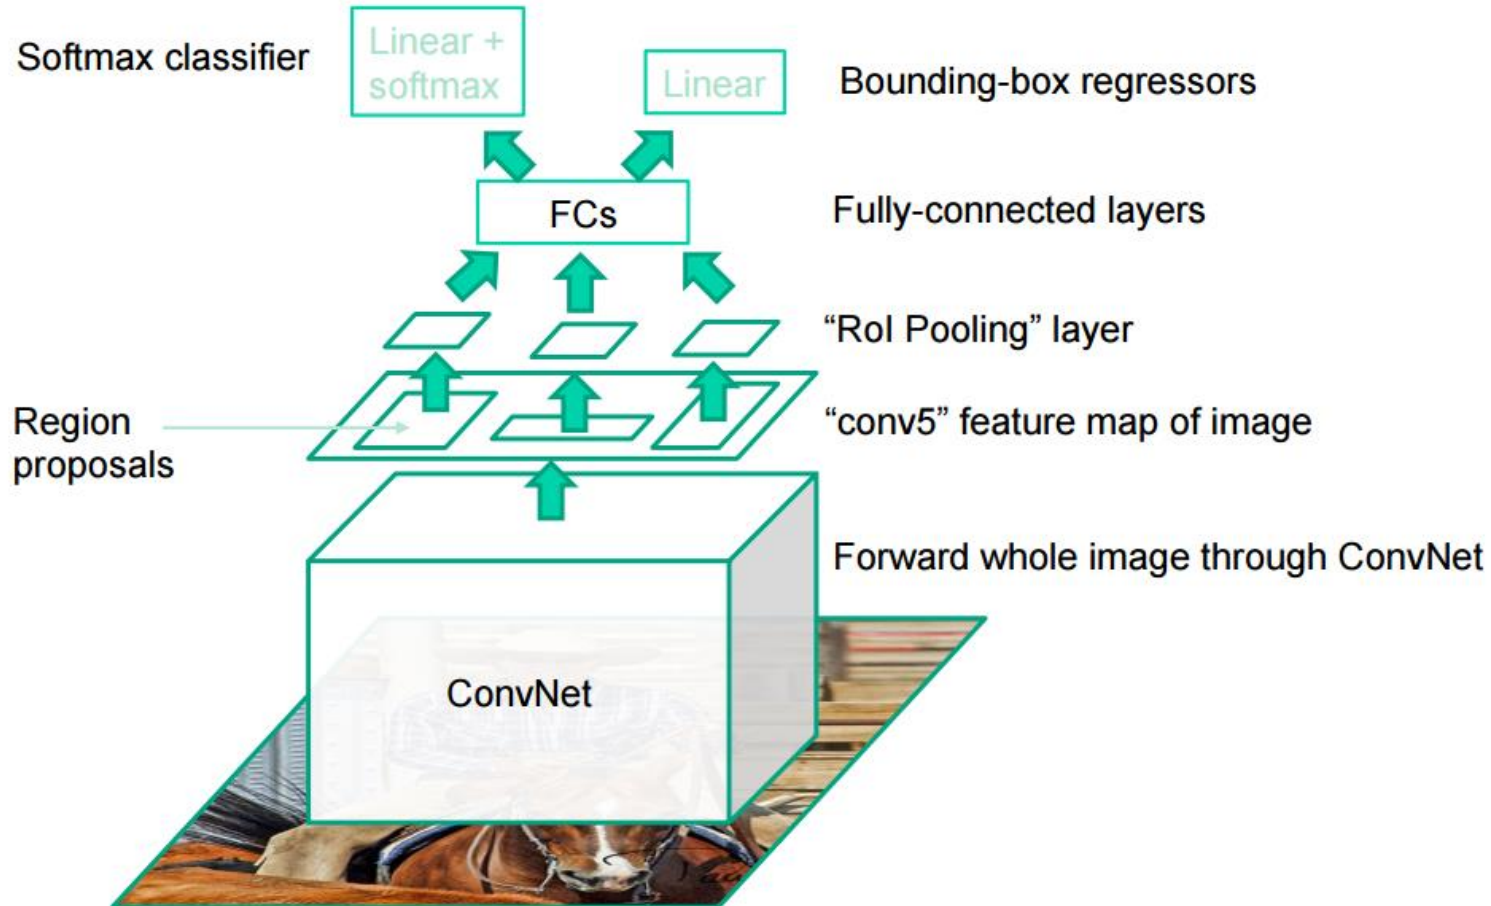 Softmax classifier
Linear +
softmax
Linear
Bounding-box regressors
FCs
Fully-connected layers
“RoI Pooling” layer
Region
proposals
“conv5” feature map of image
Forward whole image through ConvNet
ConvNet